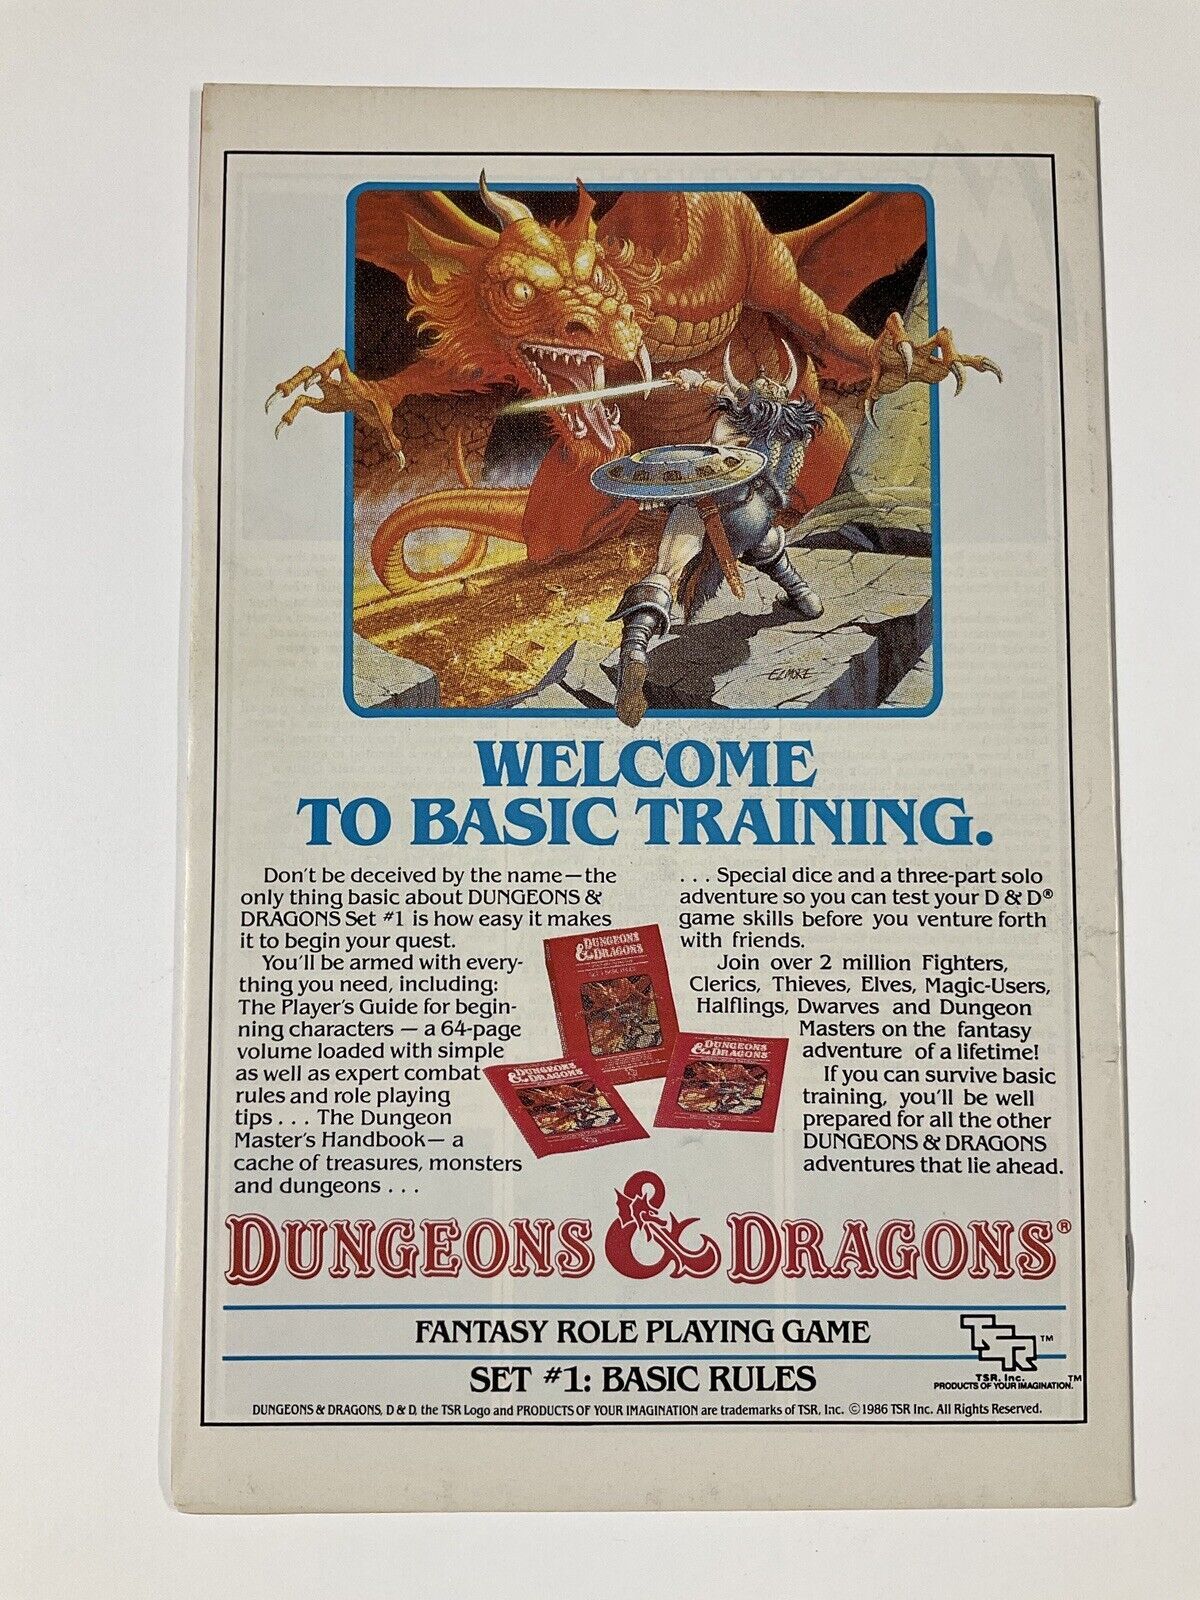 ELMORE
WELCOME
TO BASIC TRAINING.
Don't be deceived by the name—the
only thing basic about DUNGEONS &
DRAGONS Set #1 is how easy it makes
it to begin your quest.
You'll be armed with every-
thing you need, including:
The Player's Guide for begin-
ning characters — a 64-page
volume loaded with simple
as well as expert combat
rules and role playing
tips . . . The Dungeon
Master's Handbook— a
cache of treasures, monsters
and dungeons . . .
. . . Special dice and a three-part solo
adventure so you can test your D & D®
game skills before you venture forth
with friends.
Join over 2 million Fighters,
Clerics, Thieves, Elves, Magic-Users,
Halflings, Dwarves and Dungeon
Masters on the fantasy
adventure of a lifetime!
If you can survive basic
training, you'll be well
prepared for all the other
DUNGEONS & DRAGONS
adventures that lie ahead.
DUNGEONS
& DRAGONS
DUNGEONS
& DRAGONS
DUNGEONS
& DRAGONS
DUNGEONS & DRAGONS®
FANTASY ROLE PLAYING GAME
SET #1: BASIC RULES
TSR™
TSR, Inc.
PRODUCTS OF YOUR IMAGINATION.™
DUNGEONS & DRAGONS, D & D, the TSR Logo and PRODUCTS OF YOUR IMAGINATION are trademarks of TSR, Inc. ©1986 TSR Inc. All Rights Reserved.